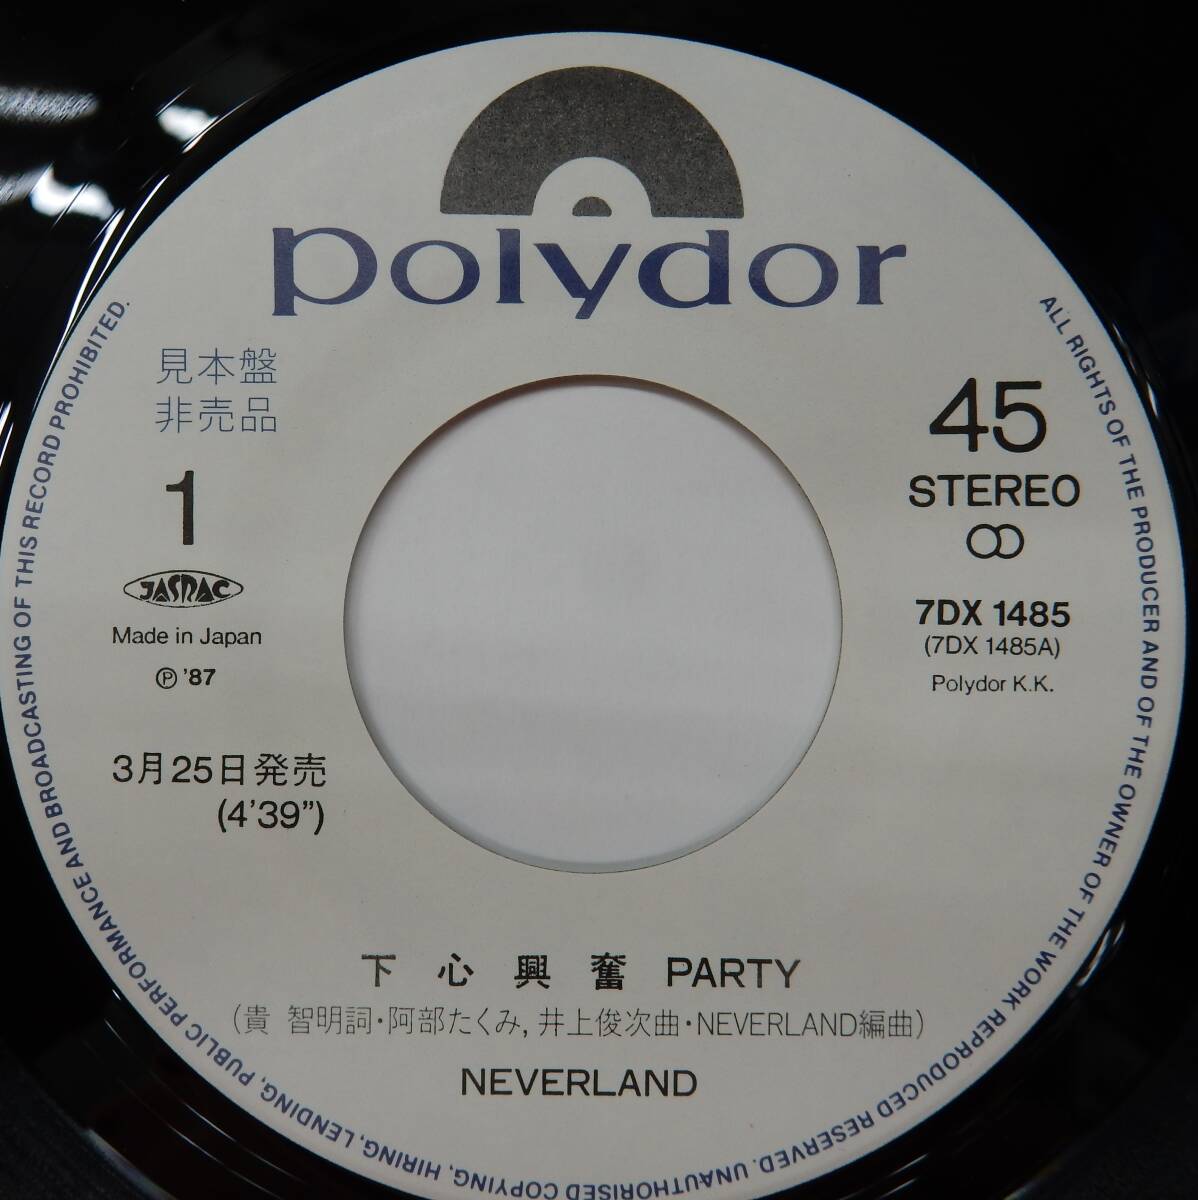 polydor
見本盤
非売品
1
JASRAC
Made in Japan
Ⓟ '87
3月25日発売
(4'39")
45
STEREO
7DX 1485
(7DX 1485A)
Polydor K.K.
下心興奮 PARTY
(貴 智明詞・阿部たくみ, 井上俊次曲・NEVERLAND編曲)
NEVERLAND
ALL RIGHTS OF THE PRODUCER AND OF THE OWNER OF THE WORK REPRODUCED RESERVED. UNAUTHORISED COPYING, HIRING, LENDING, PUBLIC PERFORMANCE AND BROADCASTING OF THIS RECORD PROHIBITED.